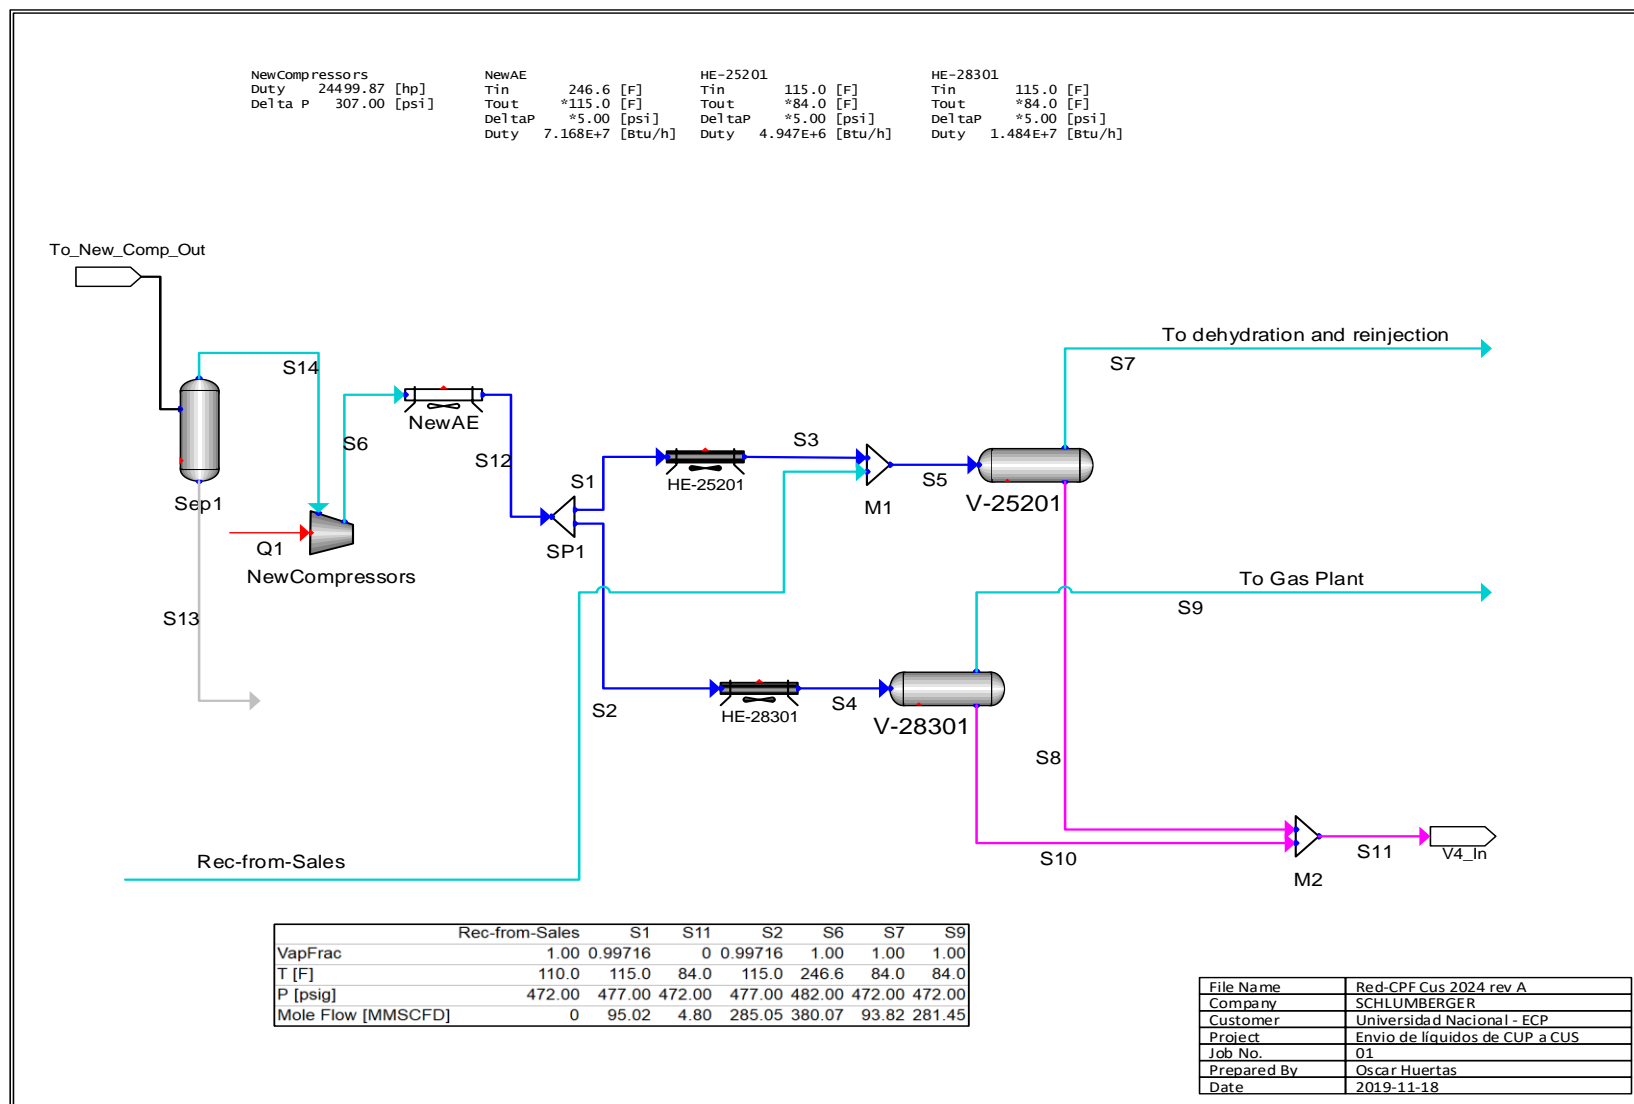 NewCompressors
Duty 24499.87 [hp]
Delta P 307.00 [psi]
NewAE
Tin 246.6 [F]
Tout *115.0 [F]
DeltaP *5.00 [psi]
Duty 7.168E+7 [Btu/h]
HE-25201
Tin 115.0 [F]
Tout *84.0 [F]
DeltaP *5.00 [psi]
Duty 4.947E+6 [Btu/h]
HE-28301
Tin 115.0 [F]
Tout *84.0 [F]
DeltaP *5.00 [psi]
Duty 1.484E+7 [Btu/h]
To_New_Comp_Out
S14
Sep1
S13
Q1
NewCompressors
S6
NewAE
S12
SP1
S1
S2
HE-25201
S3
M1
S5
V-25201
To dehydration and reinjection
S7
HE-28301
S4
V-28301
To Gas Plant
S9
S8
S10
M2
S11
V4_In
Rec-from-Sales
Rec-from-Sales S1 S11 S2 S6 S7 S9
VapFrac 1.00 0.99716 0 0.99716 1.00 1.00 1.00
T [F] 110.0 115.0 84.0 115.0 246.6 84.0 84.0
P [psig] 472.00 477.00 472.00 477.00 482.00 472.00 472.00
Mole Flow [MMSCFD] 0 95.02 4.80 285.05 380.07 93.82 281.45
File Name Red-CPF Cus 2024 rev A
Company SCHLUMBERGER
Customer Universidad Nacional - ECP
Project Envio de líquidos de CUP a CUS
Job No. 01
Prepared By Oscar Huertas
Date 2019-11-18